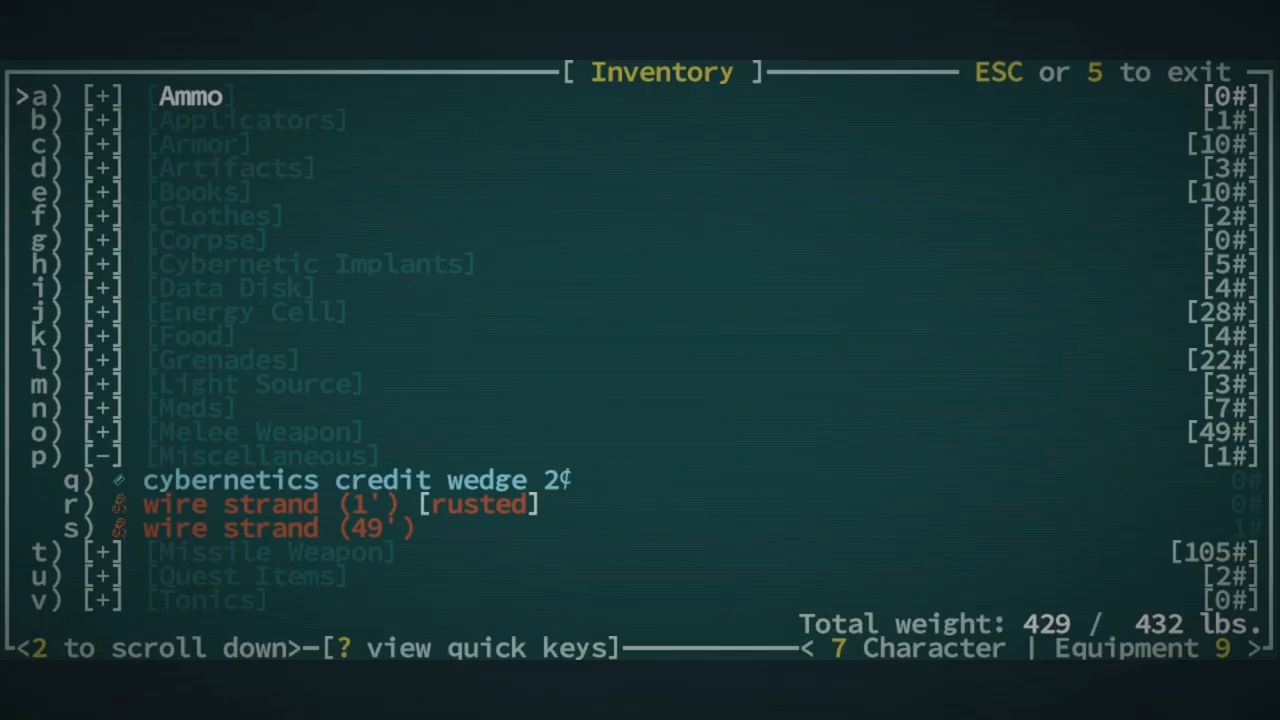 [ Inventory ] ESC or 5 to exit
>a) [+] [Ammo] [0#]
b) [+] [Applicators] [1#]
c) [+] [Armor] [10#]
d) [+] [Artifacts] [3#]
e) [+] [Books] [10#]
f) [+] [Clothes] [2#]
g) [+] [Corpse] [0#]
h) [+] [Cybernetic Implants] [5#]
i) [+] [Data Disk] [4#]
j) [+] [Energy Cell] [28#]
k) [+] [Food] [4#]
l) [+] [Grenades] [22#]
m) [+] [Light Source] [3#]
n) [+] [Meds] [7#]
o) [+] [Melee Weapon] [49#]
p) [-] [Miscellaneous] [1#]
q) cybernetics credit wedge 2¢ 0#
r) wire strand (1') [rusted] 0#
s) wire strand (49') 1#
t) [+] [Missile Weapon] [105#]
u) [+] [Quest Items] [2#]
v) [+] [Tonics] [0#]
Total weight: 429 / 432 lbs.
<2 to scroll down> [? view quick keys] < 7 Character | Equipment 9 >